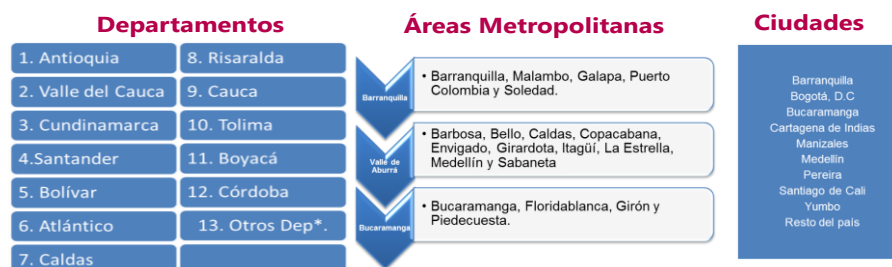 Departamentos
1. Antioquia
2. Valle del Cauca
3. Cundinamarca
4.Santander
5. Bolívar
6. Atlántico
7. Caldas
8. Risaralda
9. Cauca
10. Tolima
11. Boyacá
12. Córdoba
13. Otros Dep*.
Áreas Metropolitanas
Barranquilla
• Barranquilla, Malambo, Galapa, Puerto
Colombia y Soledad.
Valle de
Aburrá
• Barbosa, Bello, Caldas, Copacabana,
Envigado, Girardota, Itagüí, La Estrella,
Medellín y Sabaneta
Bucaramanga
• Bucaramanga, Floridablanca, Girón y
Piedecuesta.
Ciudades
Barranquilla
Bogotá, D.C
Bucaramanga
Cartagena de Indias
Manizales
Medellín
Pereira
Santiago de Cali
Yumbo
Resto del país